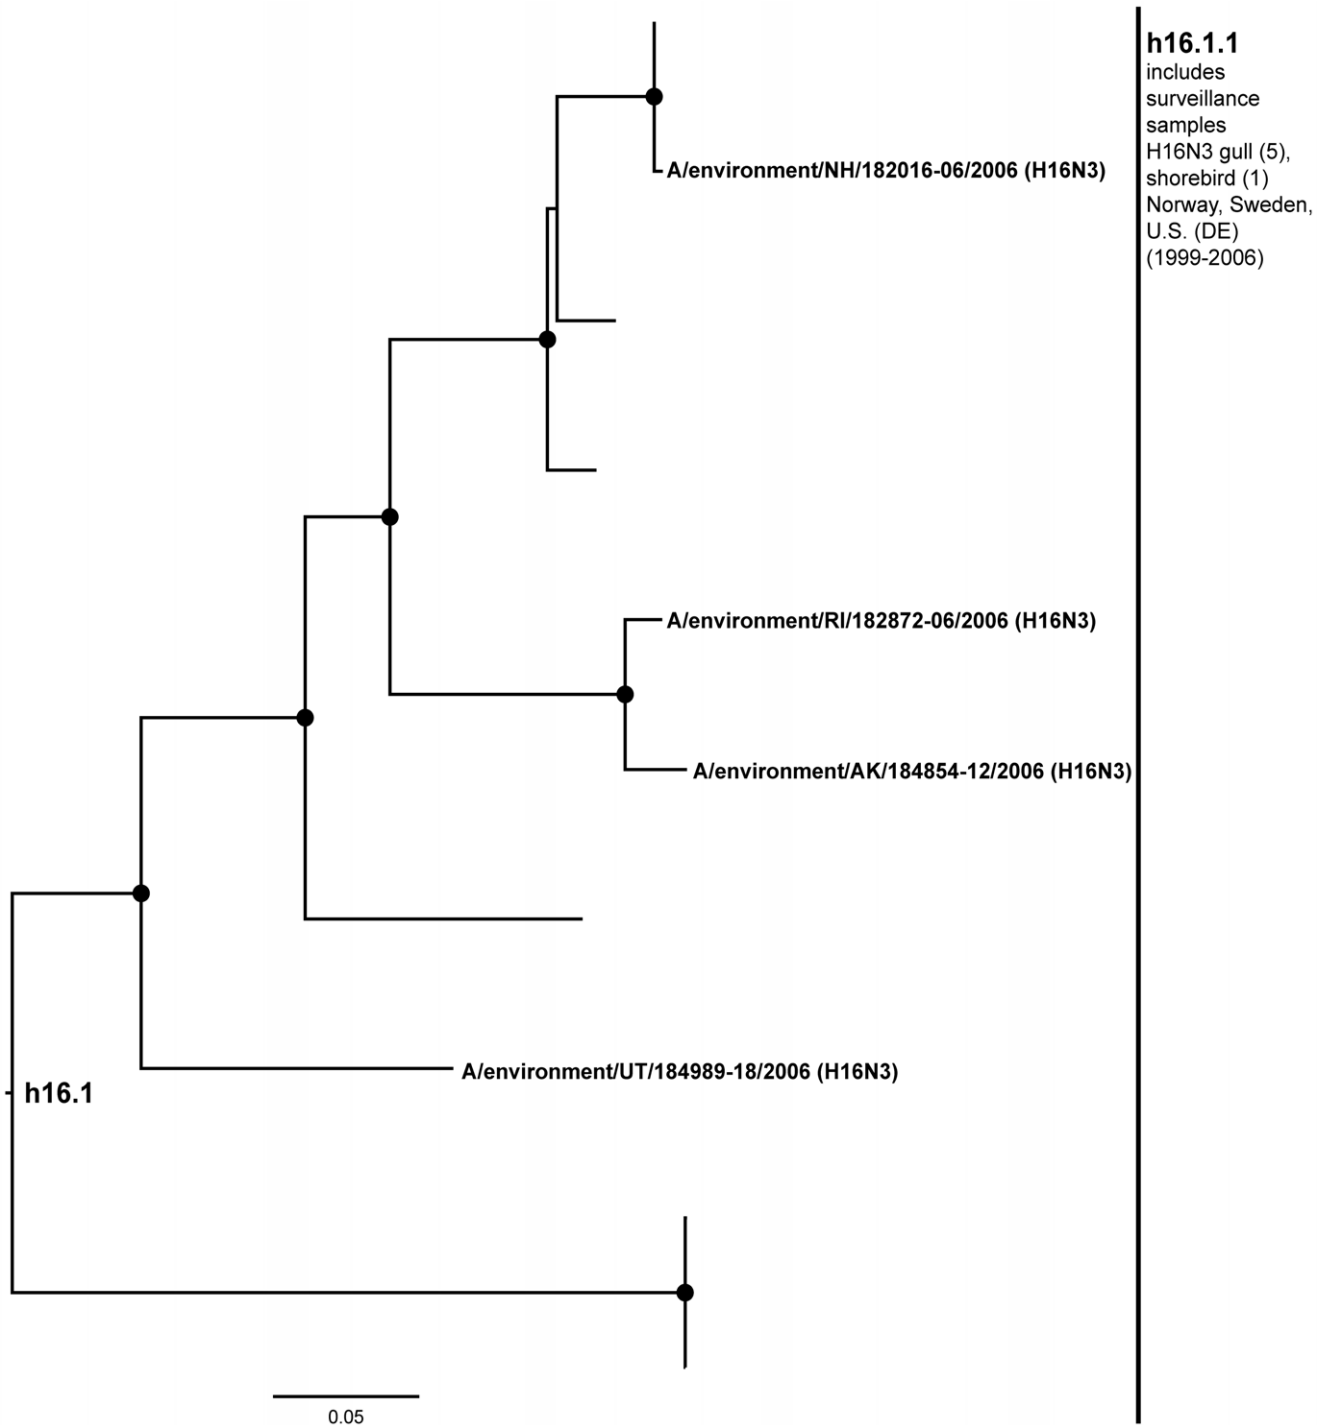 h16.1.1
includes
surveillance
samples
H16N3 gull (5),
shorebird (1)
Norway, Sweden,
U.S. (DE)
(1999-2006)
A/environment/NH/182016-06/2006 (H16N3)
A/environment/RI/182872-06/2006 (H16N3)
A/environment/AK/184854-12/2006 (H16N3)
A/environment/UT/184989-18/2006 (H16N3)
h16.1
0.05